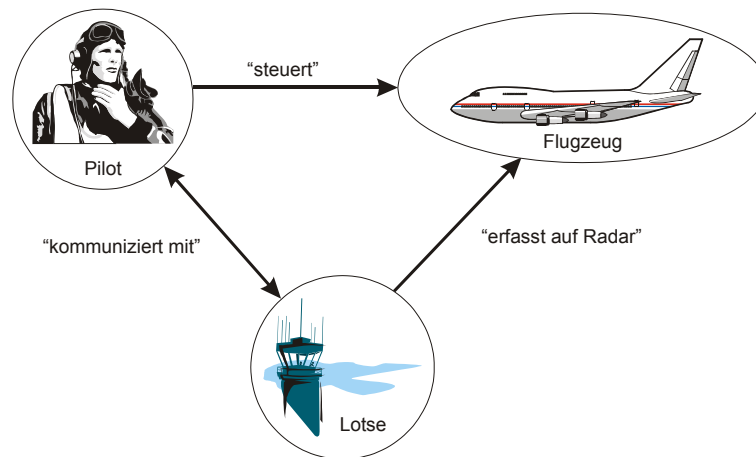 “steuert”
Flugzeug
Pilot
“kommuniziert mit”
“erfasst auf Radar”
Lotse